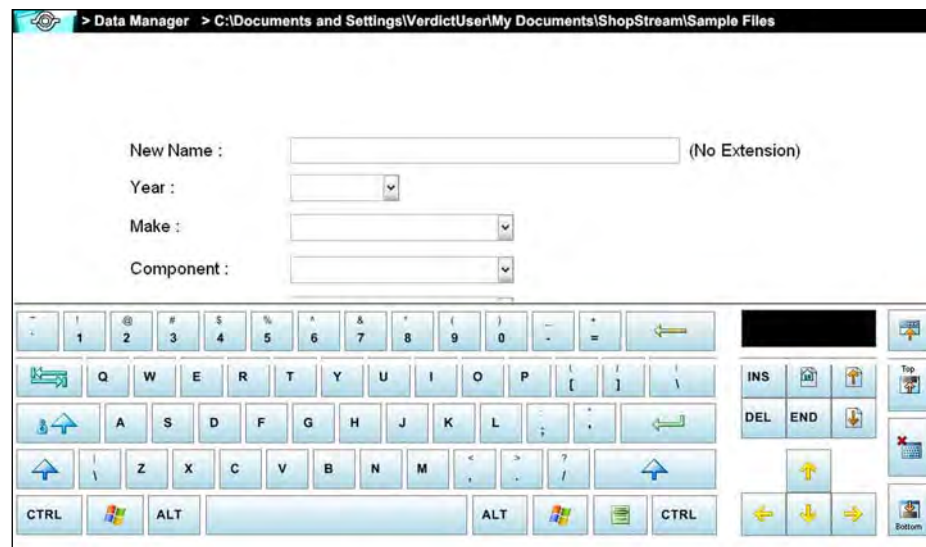 > Data Manager > C:\Documents and Settings\VerdictUser\My Documents\ShopStream\Sample Files
New Name : (No Extension)
Year :
Make :
Component :
! @ # $ % ^ & * ( ) _ +
1 2 3 4 5 6 7 8 9 0 - =
Q W E R T Y U I O P [ ] \ INS Top
A S D F G H J K L ; DEL END
\ Z X C V B N M , . /
< > ?
CTRL ALT ALT CTRL Bottom